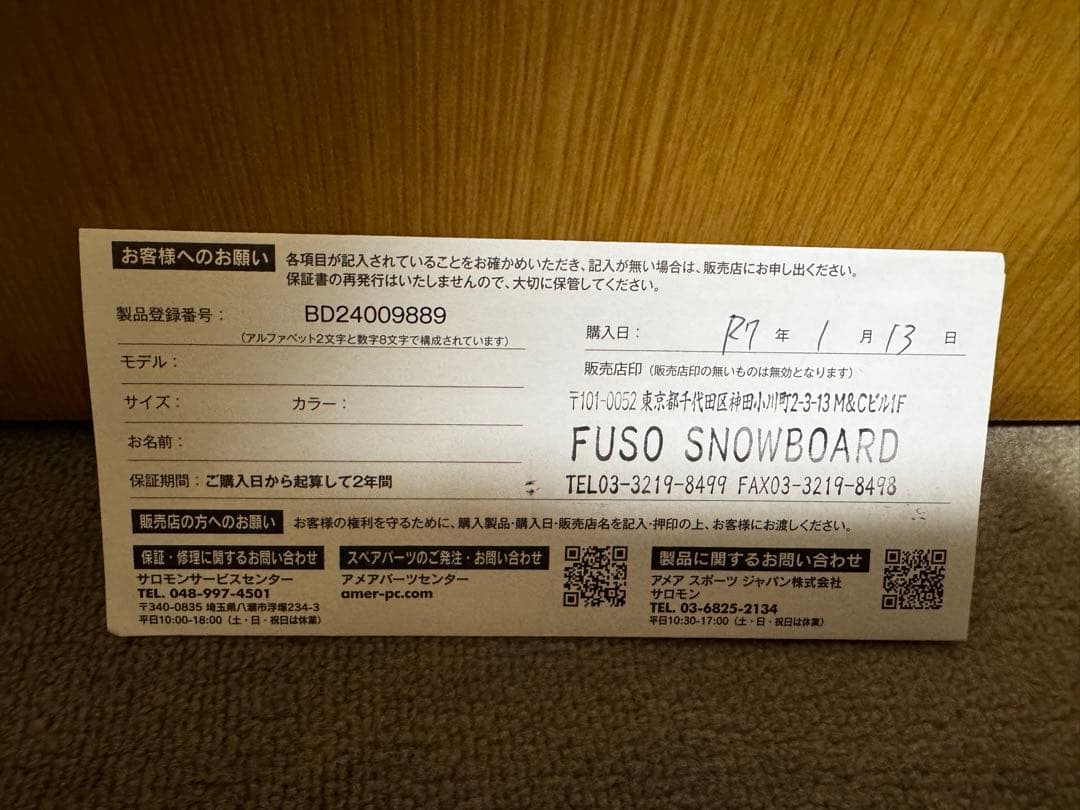 お客様へのお願い 各項目が記入されていることをお確かめいただき、記入が無い場合は、販売店にお申し出ください。
保証書の再発行はいたしませんので、大切に保管してください。
製品登録番号： BD24009889
（アルファベット2文字と数字8文字で構成されています）
モデル：
サイズ： カラー：
お名前：
保証期間：ご購入日から起算して2年間
購入日： R7 年 1 月 13 日
販売店印（販売店印の無いものは無効となります）
〒101-0052 東京都千代田区神田小川町2-3-13 M&Cビル1F
FUSO SNOWBOARD
TEL03-3219-8499 FAX03-3219-8498
販売店の方へのお願い お客様の権利を守るために、購入製品・購入日・販売店名を記入・押印の上、お客様にお渡しください。
保証・修理に関するお問い合わせ
サロモンサービスセンター
TEL. 048-997-4501
〒340-0835 埼玉県八潮市浮塚234-3
平日10:00-18:00（土・日・祝日は休業）
スペアパーツのご発注・お問い合わせ
アメアパーツセンター
amer-pc.com
製品に関するお問い合わせ
アメア スポーツ ジャパン株式会社
サロモン
TEL. 03-6825-2134
平日10:30-17:00（土・日・祝日は休業）